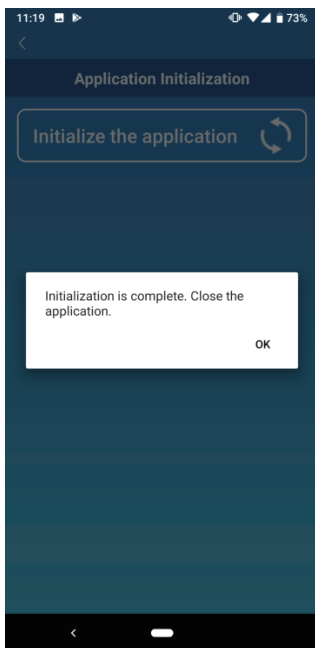 11:19 73%
Application Initialization
Initialize the application
Initialization is complete. Close the
application.
OK